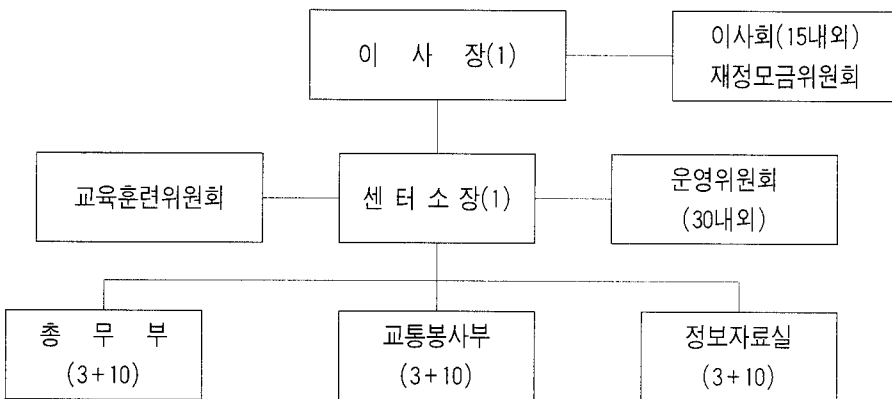 이 사 장(1)
이사회(15내외)
재정모금위원회
교육훈련위원회
센 터 소 장(1)
운영위원회
(30내외)
총 무 부
(3+10)
교통봉사부
(3+10)
정보자료실
(3+10)